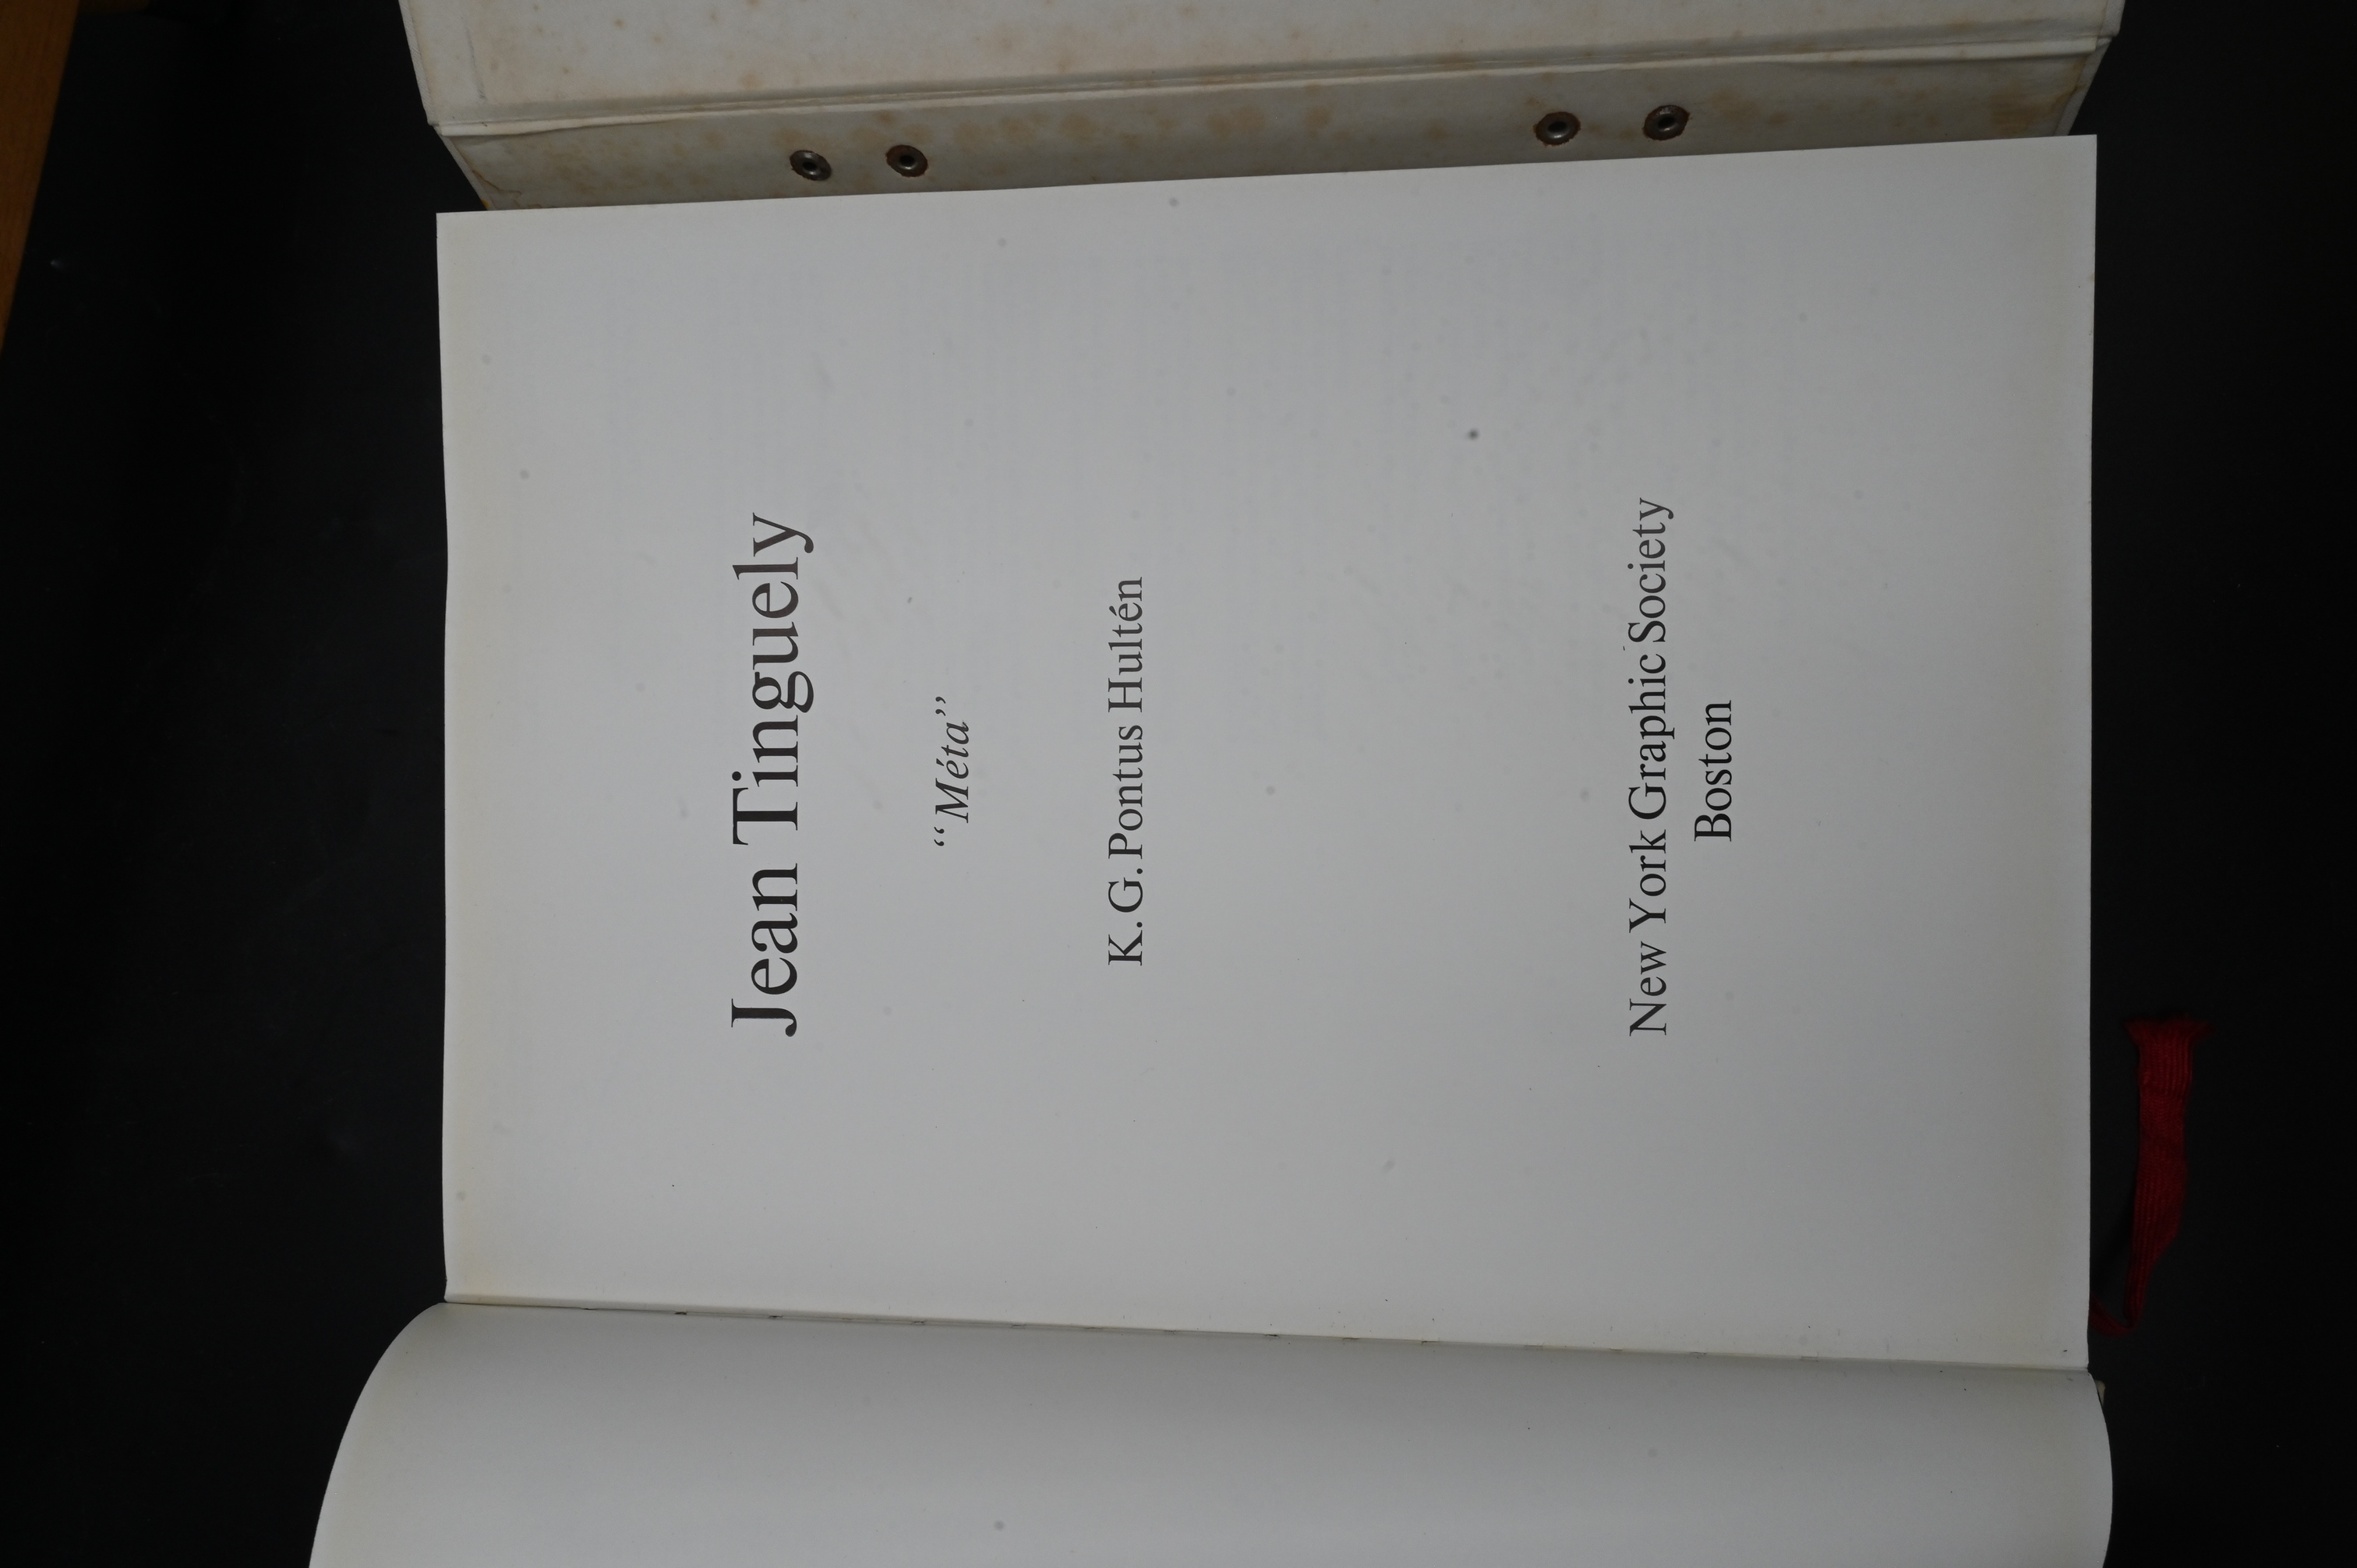 Jean Tinguely
“Méta”
K. G. Pontus Hultén
New York Graphic Society
Boston